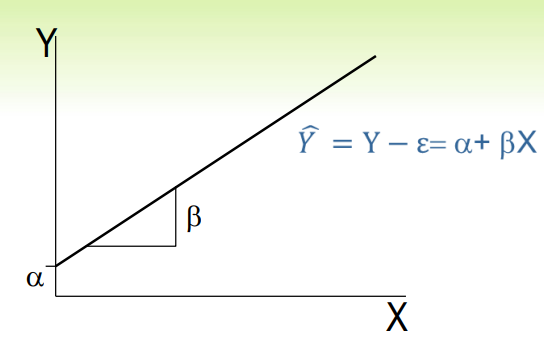 Y
Ŷ = Y – ε= α+ βX
β
α
X